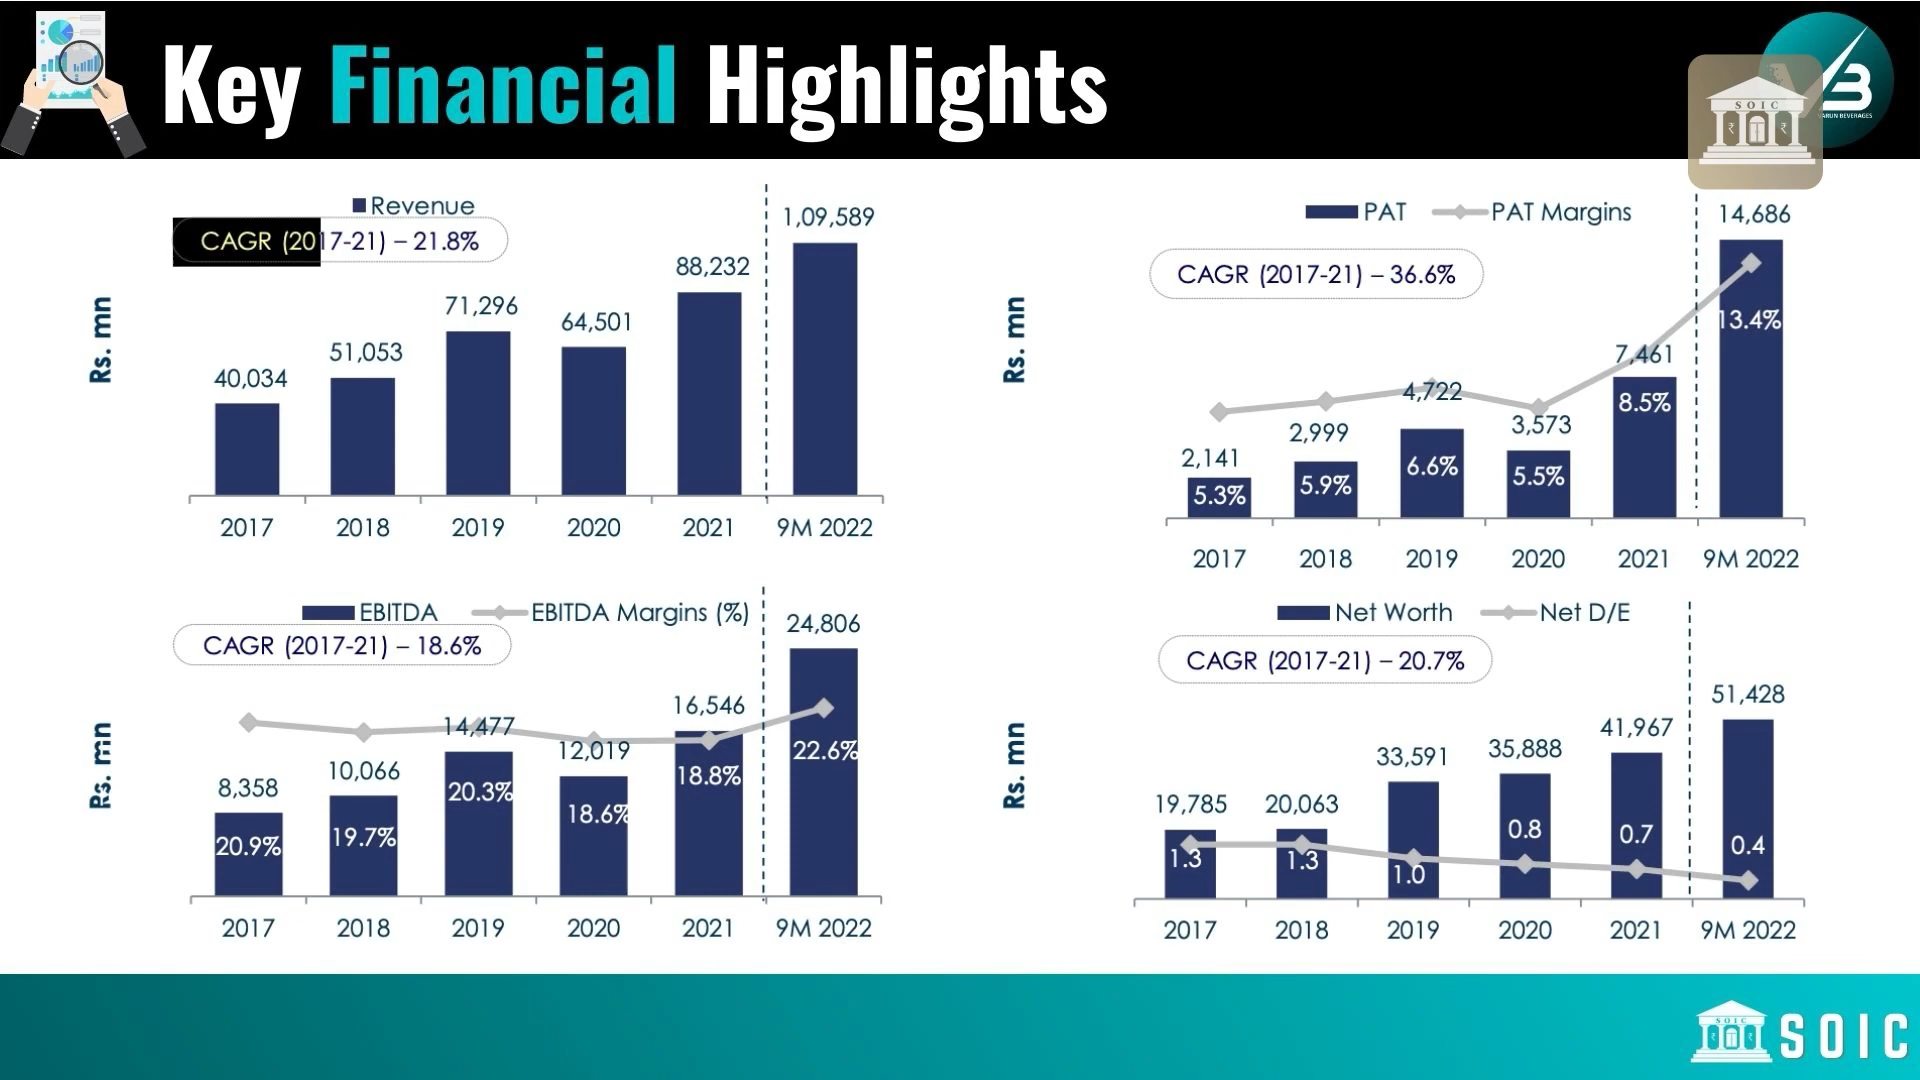 Key Financial Highlights
SOIC
VARUN BEVERAGES
Revenue
CAGR (2017-21) – 21.8%
Rs. mn
40,034
51,053
71,296
64,501
88,232
1,09,589
2017 2018 2019 2020 2021 9M 2022
PAT PAT Margins
CAGR (2017-21) – 36.6%
Rs. mn
2,141
2,999
4,722
3,573
7,461
14,686
5.3%
5.9%
6.6%
5.5%
8.5%
13.4%
2017 2018 2019 2020 2021 9M 2022
EBITDA EBITDA Margins (%)
CAGR (2017-21) – 18.6%
Rs. mn
8,358
10,066
14,477
12,019
16,546
24,806
20.9%
19.7%
20.3%
18.6%
18.8%
22.6%
2017 2018 2019 2020 2021 9M 2022
Net Worth Net D/E
CAGR (2017-21) – 20.7%
Rs. mn
19,785
20,063
33,591
35,888
41,967
51,428
1.3
1.3
1.0
0.8
0.7
0.4
2017 2018 2019 2020 2021 9M 2022
SOIC
SOIC